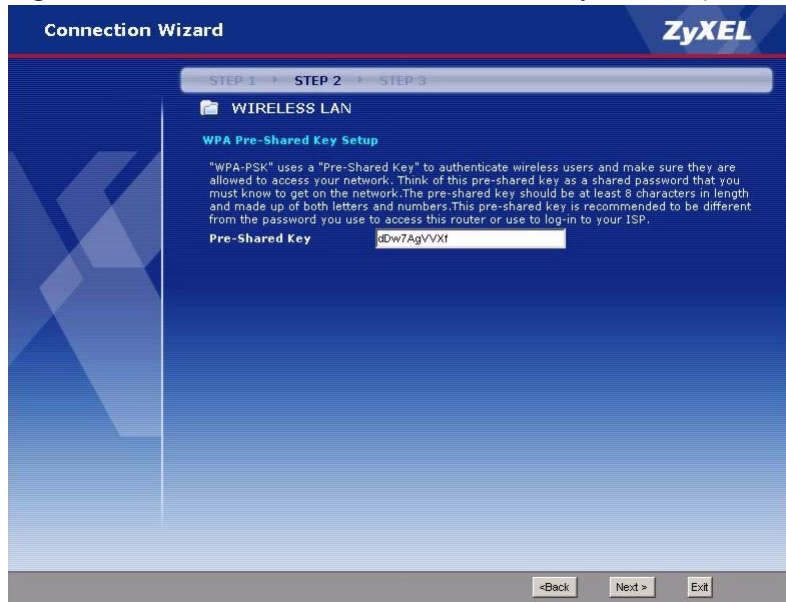 Connection Wizard
ZyXEL
STEP 1 STEP 2 STEP 3
WIRELESS LAN
WPA Pre-Shared Key Setup
"WPA-PSK" uses a "Pre-Shared Key" to authenticate wireless users and make sure they are
allowed to access your network. Think of this pre-shared key as a shared password that you
must know to get on the network.The pre-shared key should be at least 8 characters in length
and made up of both letters and numbers.This pre-shared key is recommended to be different
from the password you use to access this router or use to log-in to your ISP.
Pre-Shared Key dDw7AgVVXf
<Back Next > Exit